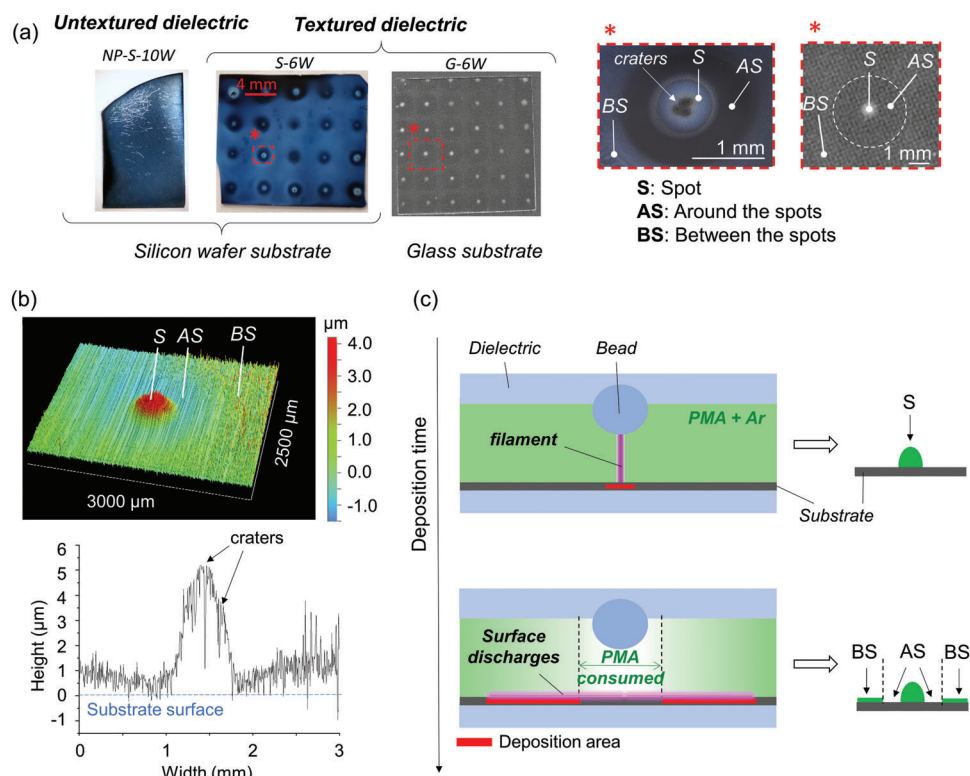 (a)
Untextured dielectric
Textured dielectric
NP-S-10W
S-6W
G-6W
4 mm
*
*
Silicon wafer substrate
Glass substrate
*
craters
S
AS
BS
1 mm
*
S
AS
BS
1 mm
S: Spot
AS: Around the spots
BS: Between the spots
(b)
S
AS
BS
µm
4.0
3.0
2.0
1.0
0.0
-1.0
3000 µm
2500 µm
craters
Height (µm)
6
5
4
3
2
1
0
-1
Substrate surface
0
1
2
3
Width (mm)
(c)
Deposition time
Dielectric
Bead
PMA + Ar
filament
S
Substrate
Surface
discharges
PMA
consumed
BS
AS
BS
Deposition area